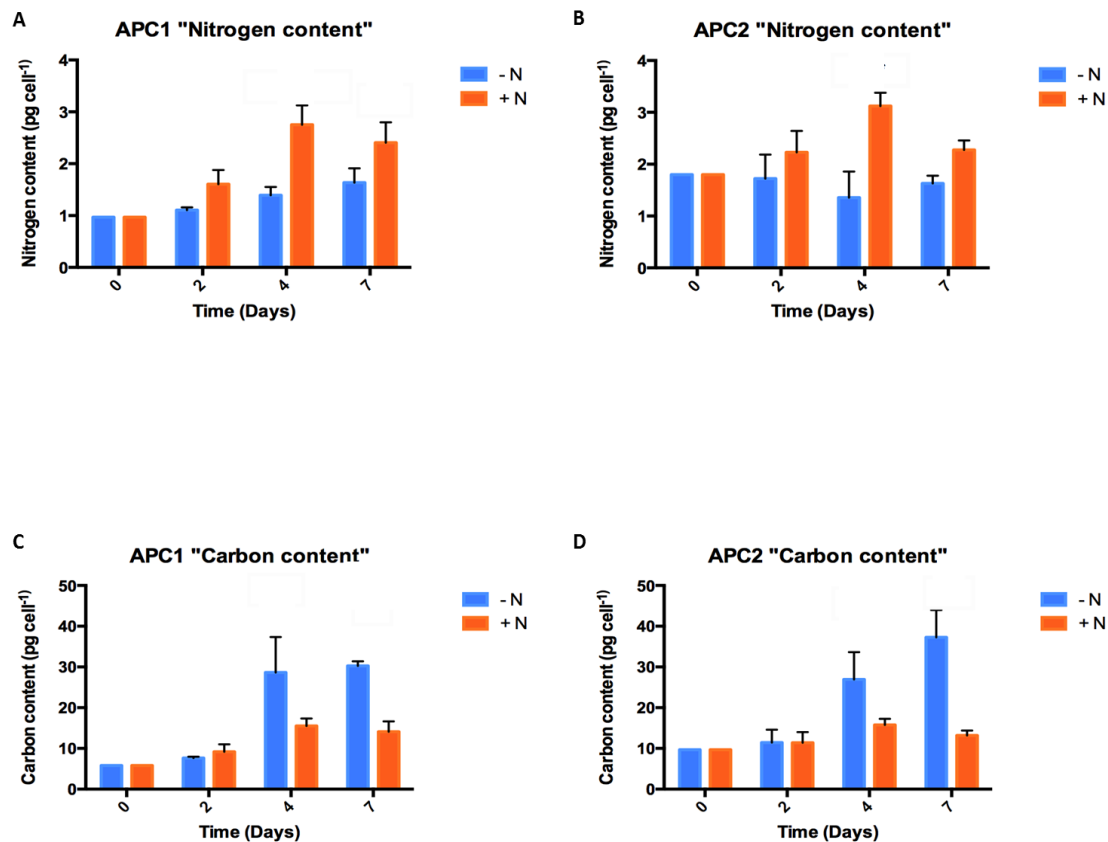 A
APC1 "Nitrogen content"
Nitrogen content (pg cell-1)
4
3
2
1
0
0
2
4
7
Time (Days)
- N
+ N
B
APC2 "Nitrogen content"
Nitrogen content (pg cell-1)
4
3
2
1
0
0
2
4
7
Time (Days)
- N
+ N
C
APC1 "Carbon content"
Carbon content (pg cell-1)
50
40
30
20
10
0
0
2
4
7
Time (Days)
- N
+ N
D
APC2 "Carbon content"
Carbon content (pg cell-1)
50
40
30
20
10
0
0
2
4
7
Time (Days)
- N
+ N